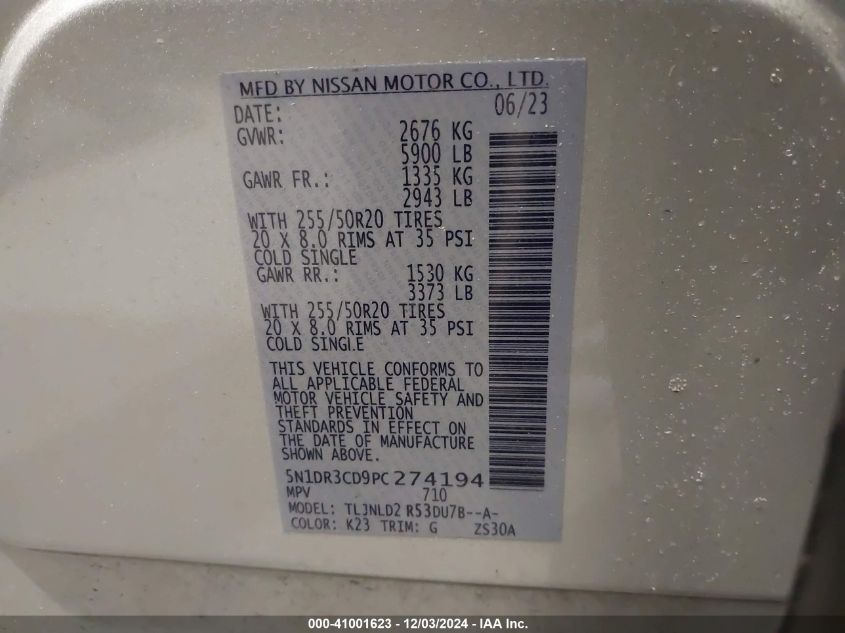 MFD BY NISSAN MOTOR CO., LTD.
DATE: 06/23
GVWR: 2676 KG
5900 LB
GAWR FR.: 1335 KG
2943 LB
WITH 255/50R20 TIRES
20 X 8.0 RIMS AT 35 PSI
COLD SINGLE
GAWR RR.: 1530 KG
3373 LB
WITH 255/50R20 TIRES
20 X 8.0 RIMS AT 35 PSI
COLD SINGLE
THIS VEHICLE CONFORMS TO
ALL APPLICABLE FEDERAL
MOTOR VEHICLE SAFETY AND
THEFT PREVENTION
STANDARDS IN EFFECT ON
THE DATE OF MANUFACTURE
SHOWN ABOVE.
5N1DR3CD9PC274194
MPV 710
MODEL: TLJNLD2 R53DU7B--A-
COLOR: K23 TRIM: G ZS30A
000-41001623 - 12/03/2024 - IAA Inc.